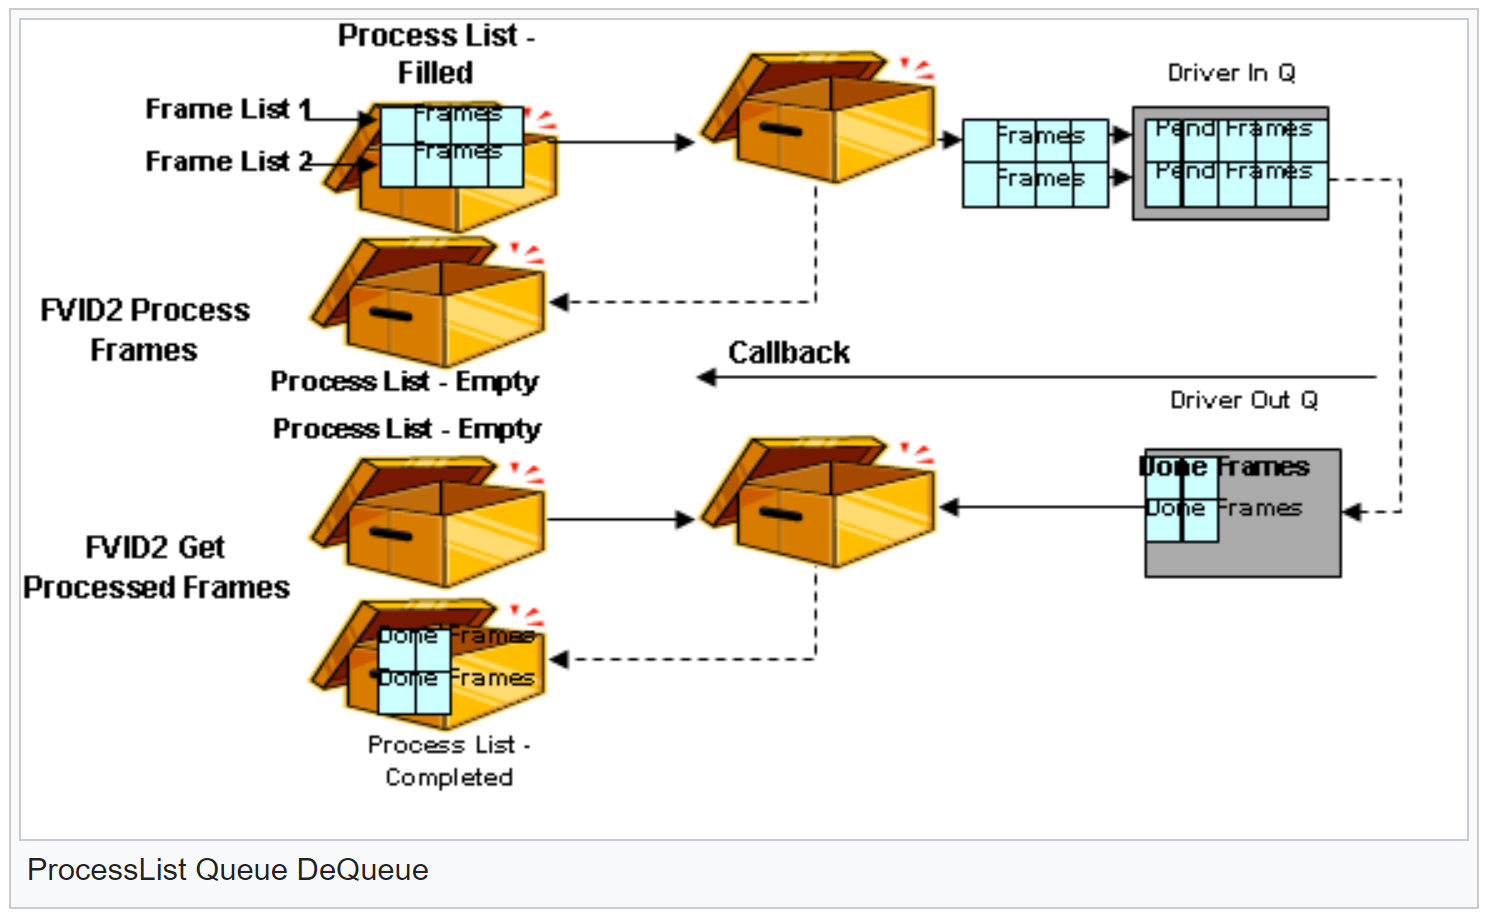 Process List -
Filled
Driver In Q
Frame List 1
Frames
Frame List 2
Frames
Frames
Frames
Pend Frames
Pend Frames
FVID2 Process
Frames
Process List - Empty
Callback
Driver Out Q
Process List - Empty
Done Frames
Done Frames
FVID2 Get
Processed Frames
Done Frames
Done Frames
Process List -
Completed
ProcessList Queue DeQueue